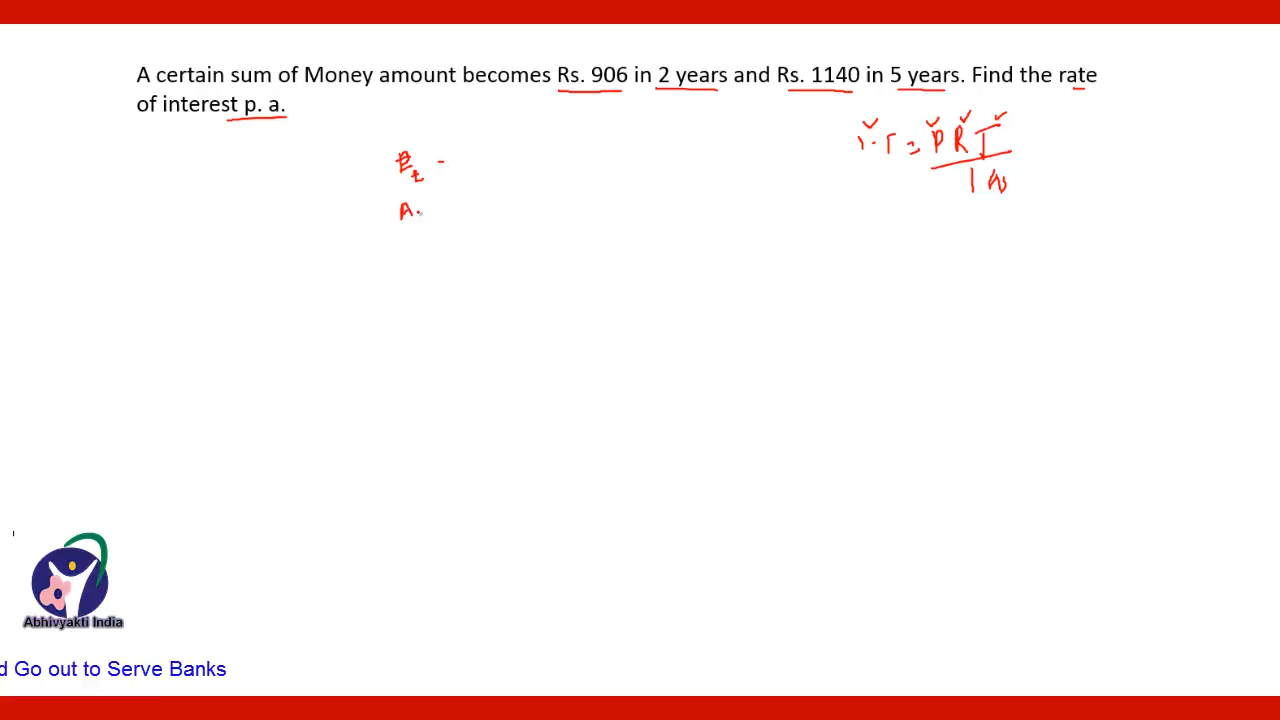 A certain sum of Money amount becomes Rs. 906 in 2 years and Rs. 1140 in 5 years. Find the rate
of interest p. a.
= P R T
100
A.
Abhivyakti India
d Go out to Serve Banks